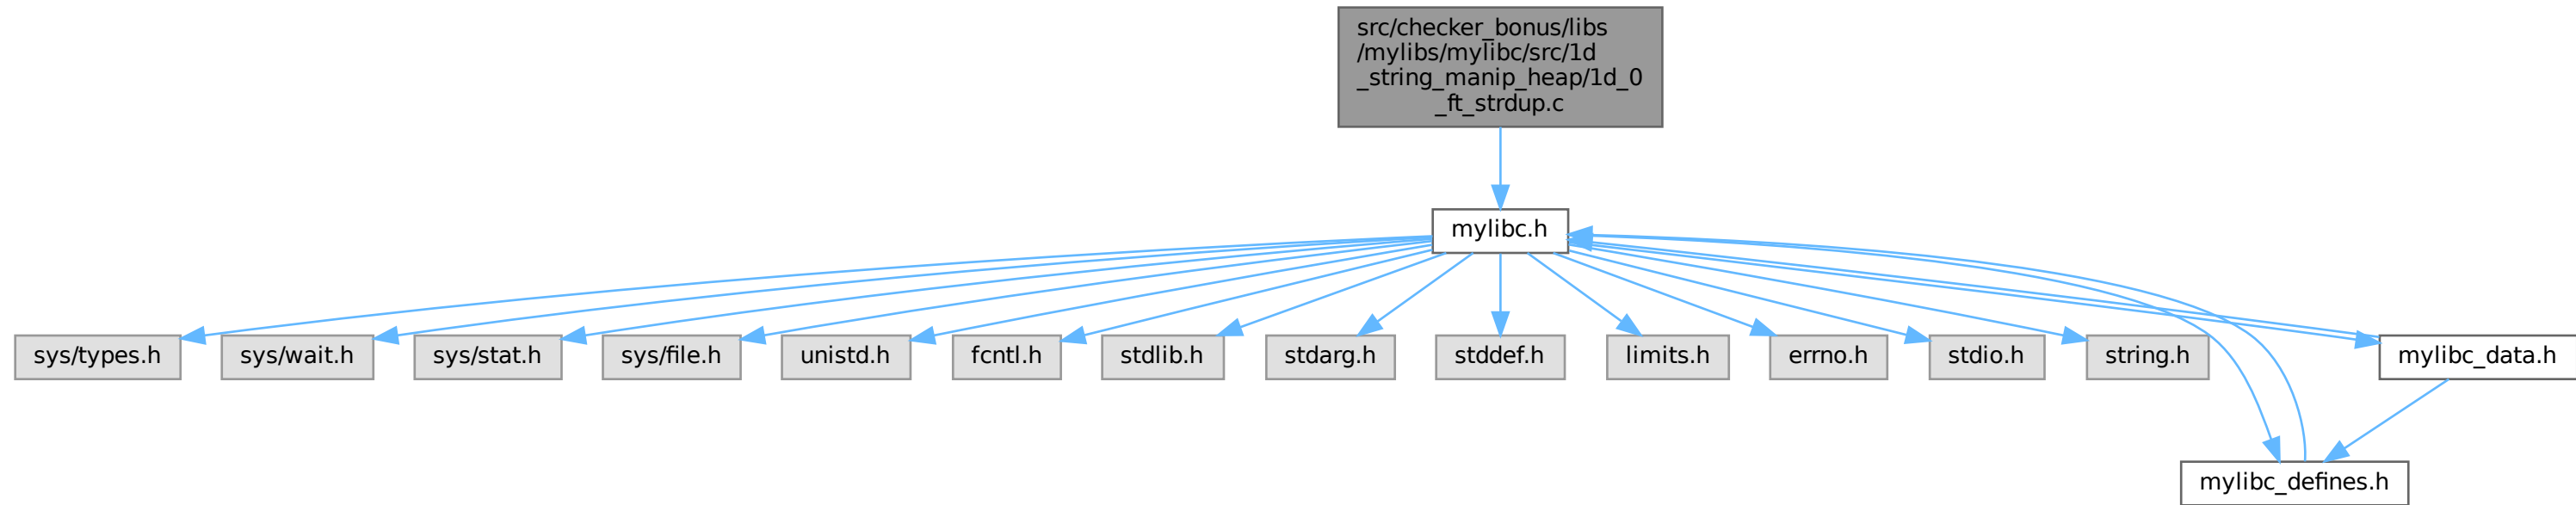 src/checker_bonus/libs
/mylibs/mylibc/src/1d
_string_manip_heap/1d_0
_ft_strdup.c
mylibc.h
sys/types.h
sys/wait.h
sys/stat.h
sys/file.h
unistd.h
fcntl.h
stdlib.h
stdarg.h
stddef.h
limits.h
errno.h
stdio.h
string.h
mylibc_data.h
mylibc_defines.h